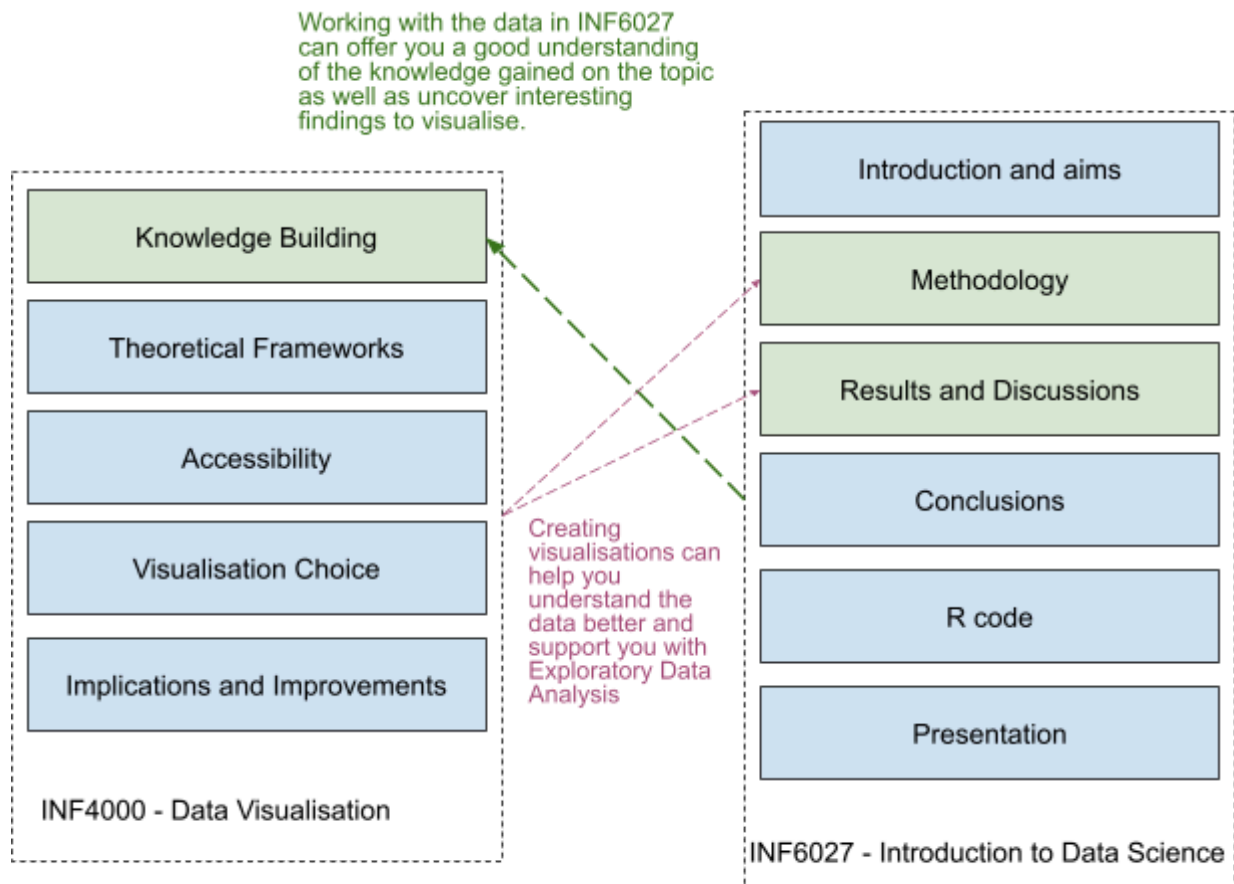 Working with the data in INF6027
can offer you a good understanding
of the knowledge gained on the topic
as well as uncover interesting
findings to visualise.
Knowledge Building
Theoretical Frameworks
Accessibility
Visualisation Choice
Implications and Improvements
INF4000 - Data Visualisation
Creating
visualisations can
help you
understand the
data better and
support you with
Exploratory Data
Analysis
Introduction and aims
Methodology
Results and Discussions
Conclusions
R code
Presentation
INF6027 - Introduction to Data Science